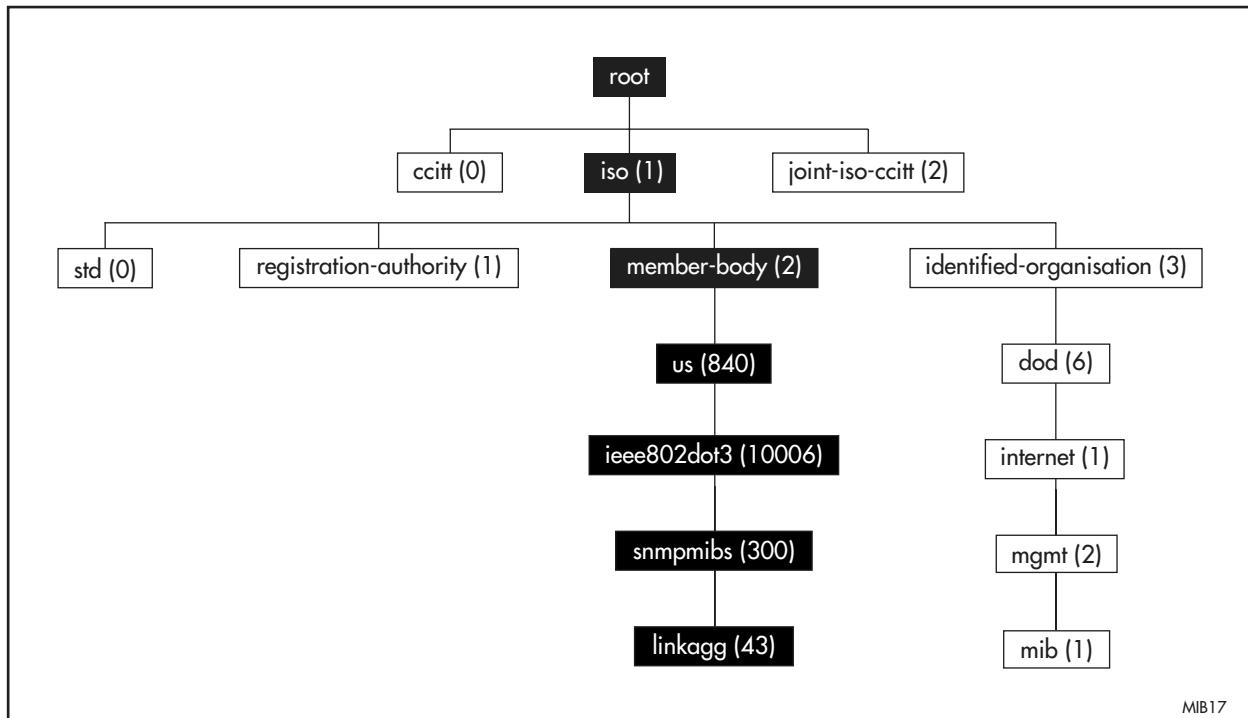 root
ccitt (0)
iso (1)
joint-iso-ccitt (2)
std (0)
registration-authority (1)
member-body (2)
identified-organisation (3)
us (840)
dod (6)
ieee802dot3 (10006)
internet (1)
snmpmibs (300)
mgmt (2)
linkagg (43)
mib (1)
MIB17